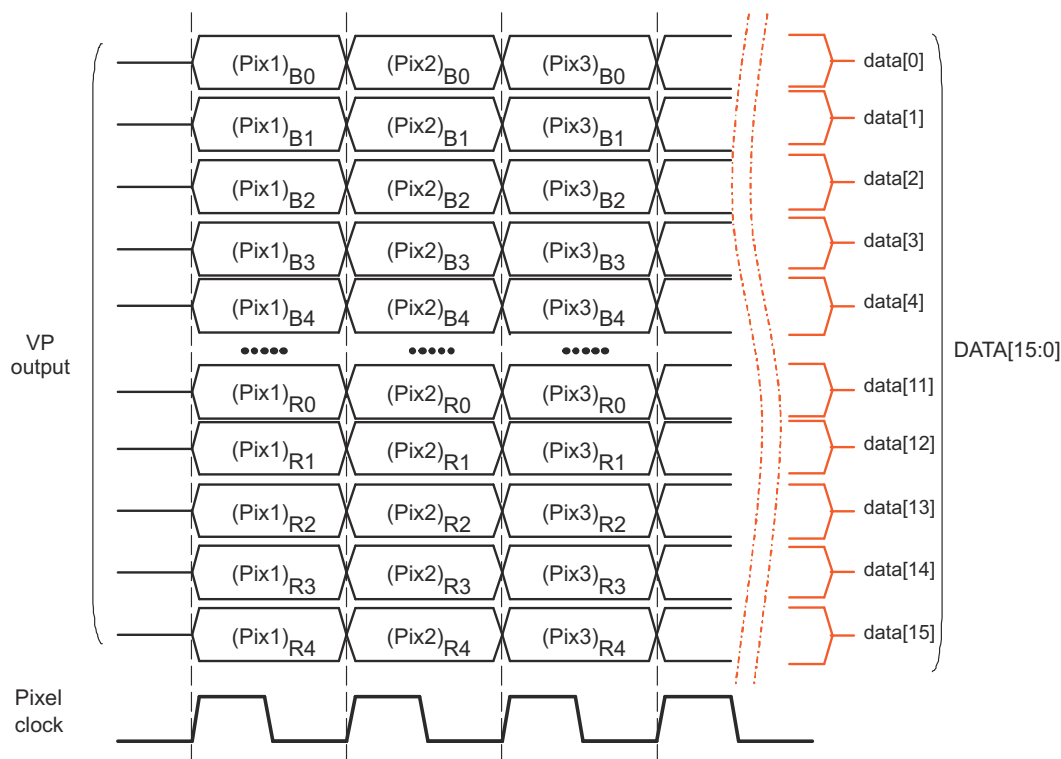 (Pix1)B0 (Pix2)B0 (Pix3)B0 data[0]
(Pix1)B1 (Pix2)B1 (Pix3)B1 data[1]
(Pix1)B2 (Pix2)B2 (Pix3)B2 data[2]
(Pix1)B3 (Pix2)B3 (Pix3)B3 data[3]
(Pix1)B4 (Pix2)B4 (Pix3)B4 data[4]
VP
output
••••• ••••• •••••
DATA[15:0]
(Pix1)R0 (Pix2)R0 (Pix3)R0 data[11]
(Pix1)R1 (Pix2)R1 (Pix3)R1 data[12]
(Pix1)R2 (Pix2)R2 (Pix3)R2 data[13]
(Pix1)R3 (Pix2)R3 (Pix3)R3 data[14]
(Pix1)R4 (Pix2)R4 (Pix3)R4 data[15]
Pixel
clock